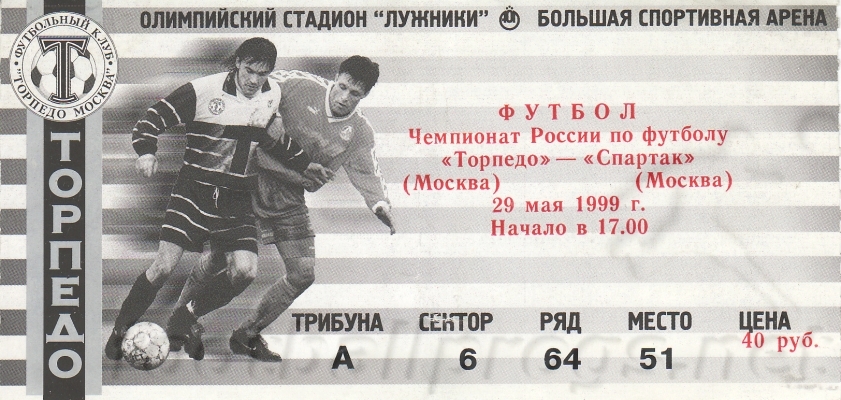 ОЛИМПИЙСКИЙ СТАДИОН "ЛУЖНИКИ" БОЛЬШАЯ СПОРТИВНАЯ АРЕНА
ФУТБОЛЬНЫЙ КЛУБ
"ТОРПЕДО МОСКВА"
Т
ТОРПЕДО
ФУТБОЛ
Чемпионат России по футболу
«Торпедо» — «Спартак»
(Москва) (Москва)
29 мая 1999 г.
Начало в 17.00
ТРИБУНА СЕКТОР РЯД МЕСТО ЦЕНА
А 6 64 51 40 руб.